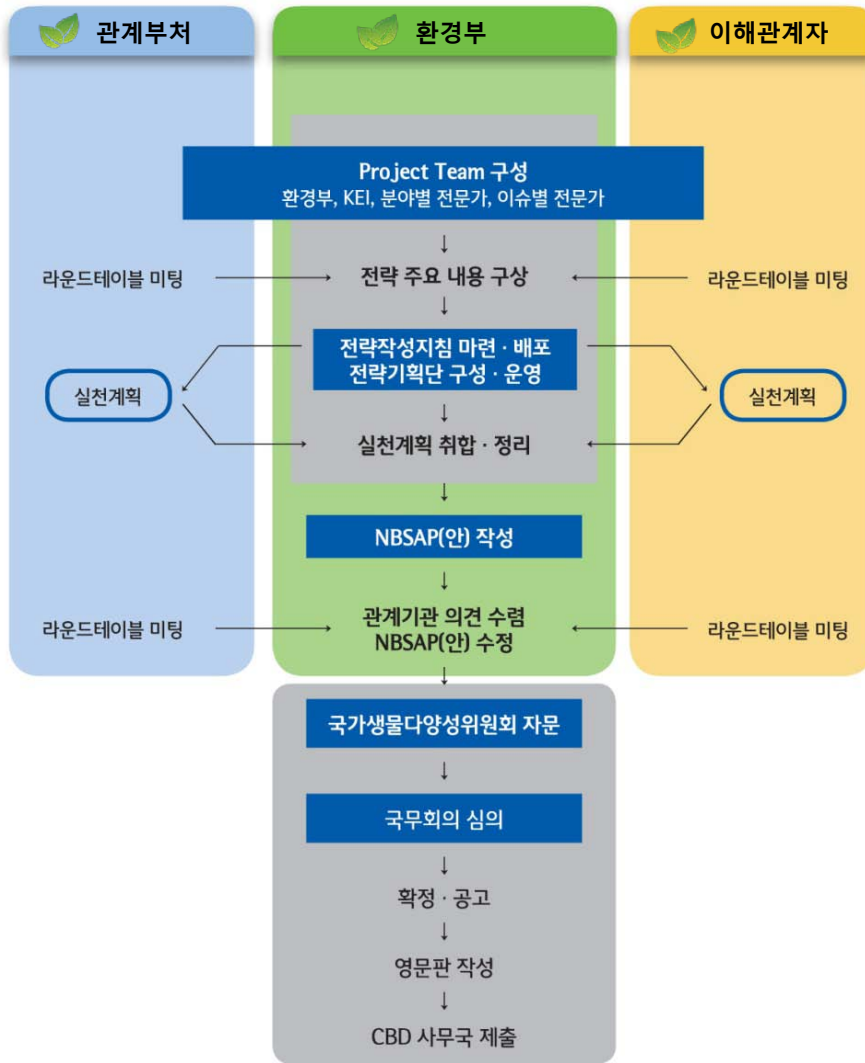 관계부처
환경부
이해관계자
Project Team 구성
환경부, KEI, 분야별 전문가, 이슈별 전문가
↓
라운드테이블 미팅 → 전략 주요 내용 구상 ← 라운드테이블 미팅
↓
전략작성지침 마련 · 배포
전략기획단 구성 · 운영
실천계획
실천계획
↓
실천계획 취합 · 정리
↓
NBSAP(안) 작성
↓
관계기관 의견 수렴
라운드테이블 미팅 → NBSAP(안) 수정 ← 라운드테이블 미팅
↓
국가생물다양성위원회 자문
↓
국무회의 심의
↓
확정 · 공고
↓
영문판 작성
↓
CBD 사무국 제출